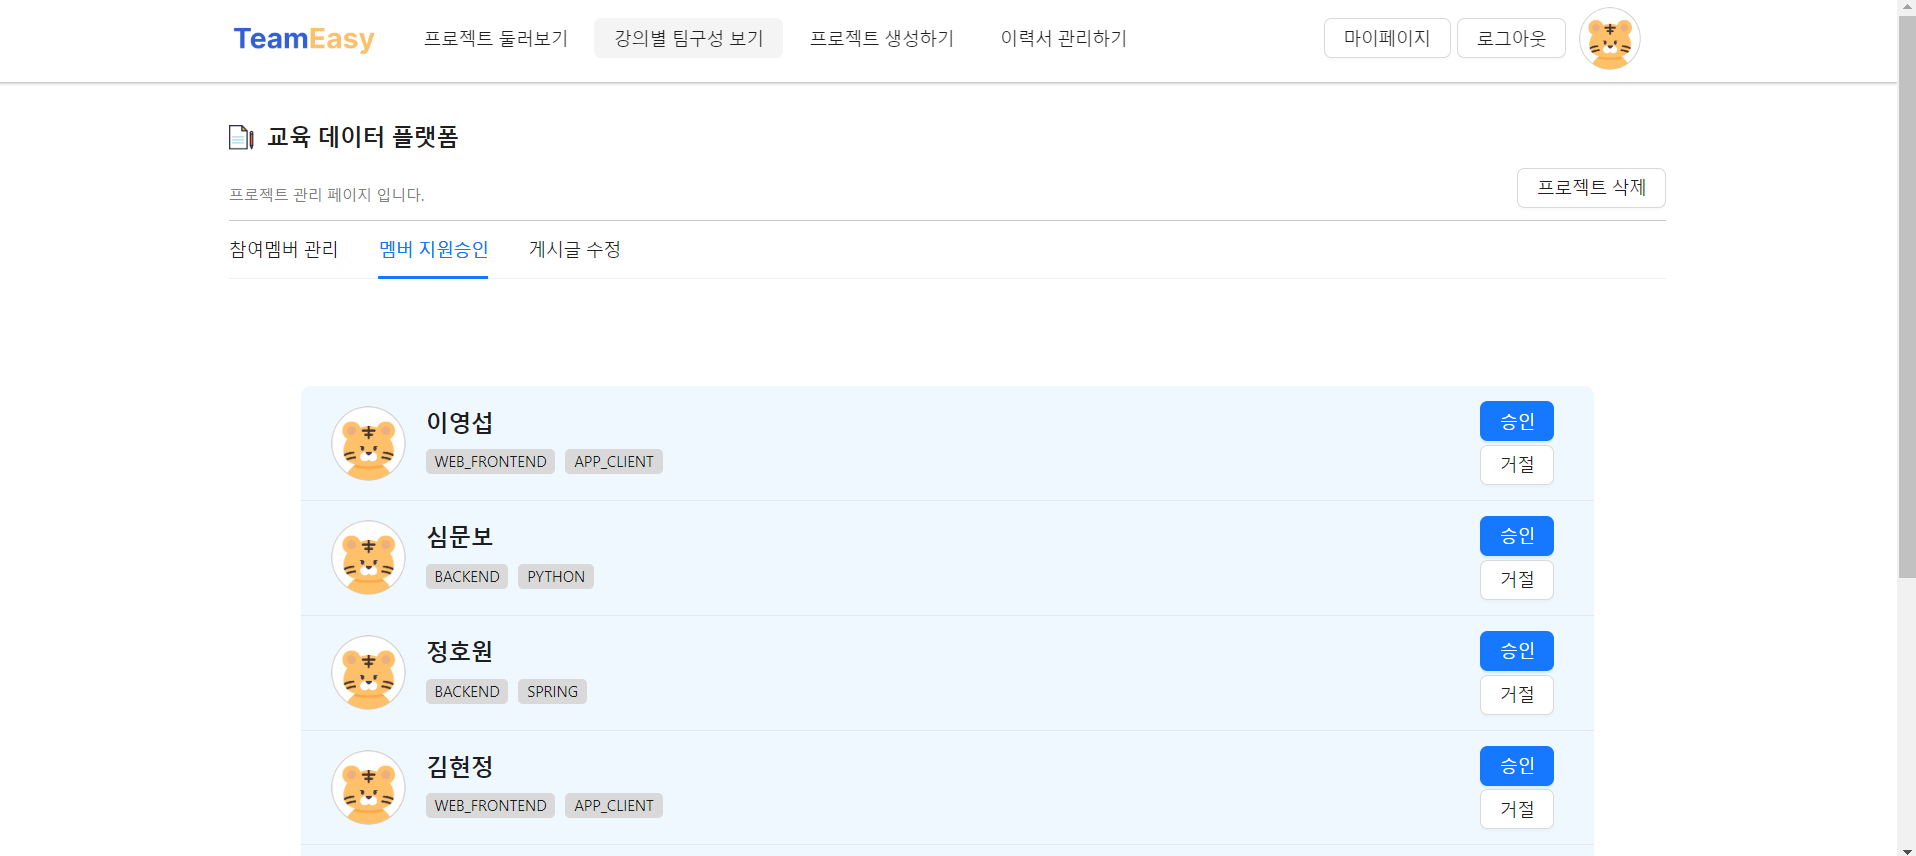 TeamEasy 프로젝트 둘러보기 강의별 팀구성 보기 프로젝트 생성하기 이력서 관리하기 마이페이지 로그아웃
교육 데이터 플랫폼
프로젝트 관리 페이지 입니다. 프로젝트 삭제
참여멤버 관리 멤버 지원승인 게시글 수정
이영섭 승인
WEB_FRONTEND APP_CLIENT 거절
심문보 승인
BACKEND PYTHON 거절
정호원 승인
BACKEND SPRING 거절
김현정 승인
WEB_FRONTEND APP_CLIENT 거절